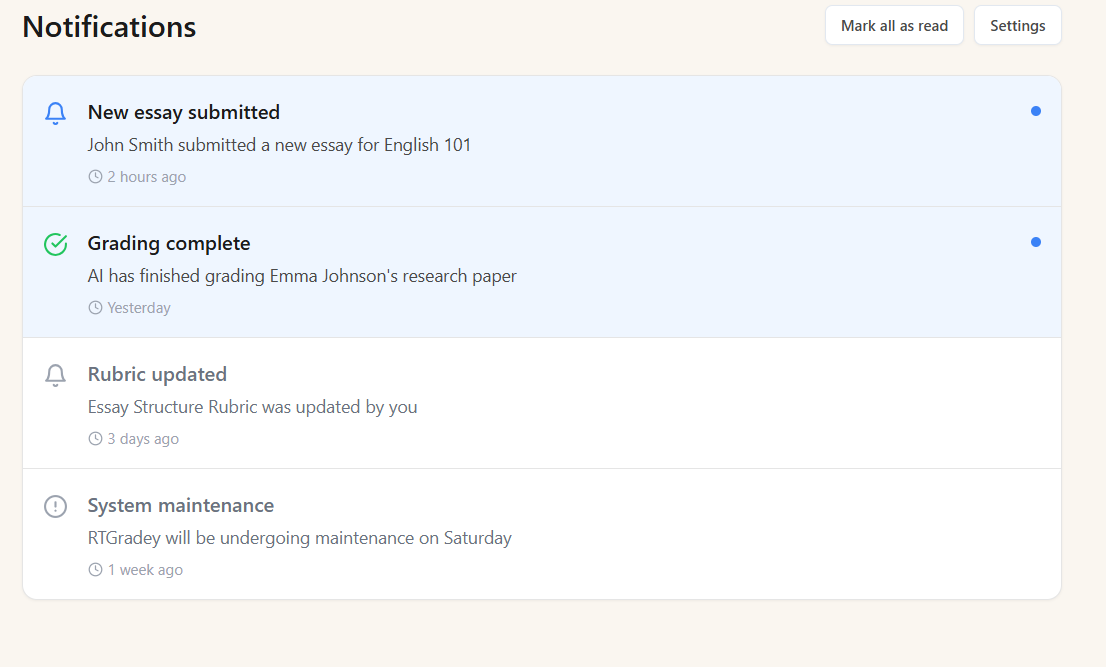 Notifications
Mark all as read
Settings
New essay submitted
John Smith submitted a new essay for English 101
2 hours ago
Grading complete
AI has finished grading Emma Johnson's research paper
Yesterday
Rubric updated
Essay Structure Rubric was updated by you
3 days ago
System maintenance
RTGradey will be undergoing maintenance on Saturday
1 week ago